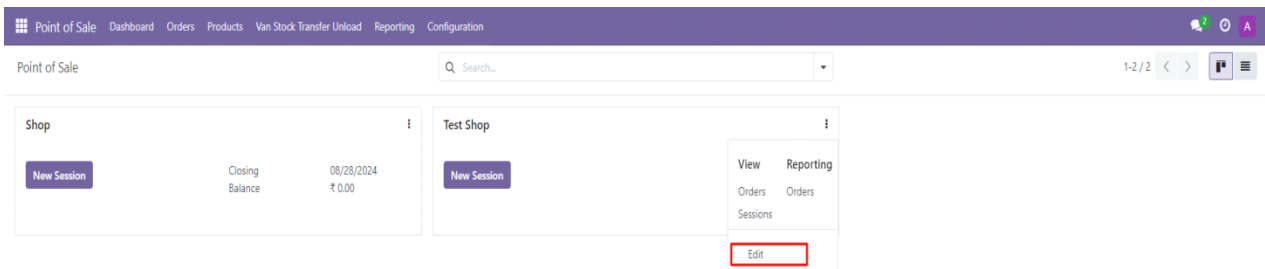 Point of Sale Dashboard Orders Products Van Stock Transfer Unload Reporting Configuration 2 A
Point of Sale Search... 1-2 / 2
Shop
New Session
Closing 08/28/2024
Balance ₹ 0.00
Test Shop
New Session
View Reporting
Orders Orders
Sessions
Edit